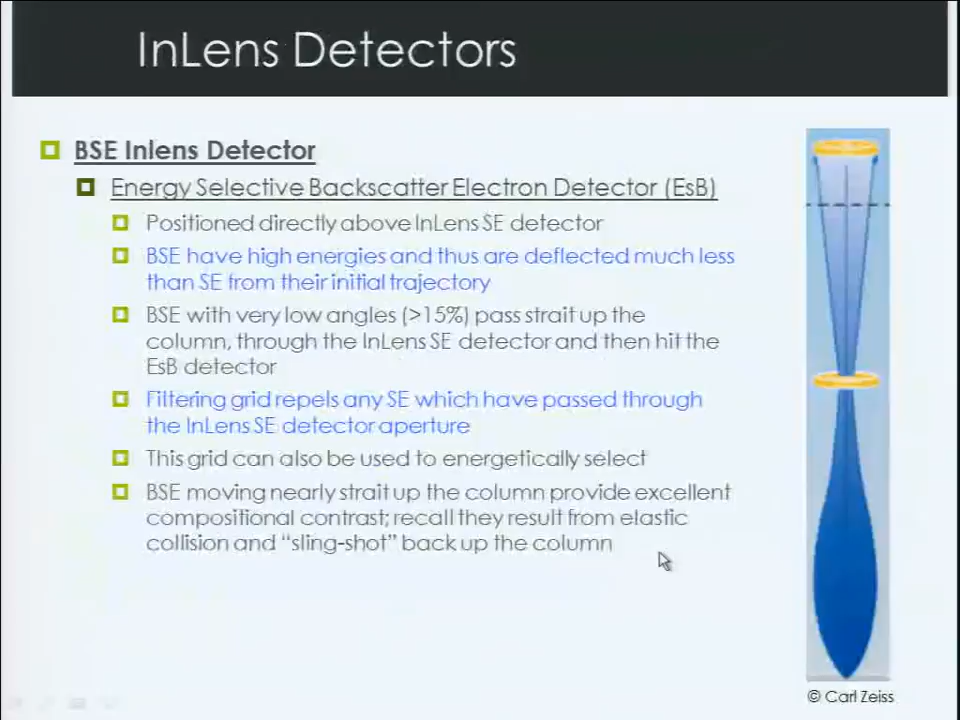 InLens Detectors
BSE Inlens Detector
Energy Selective Backscatter Electron Detector (EsB)
Positioned directly above InLens SE detector
BSE have high energies and thus are deflected much less
than SE from their initial trajectory
BSE with very low angles (>15%) pass strait up the
column, through the InLens SE detector and then hit the
EsB detector
Filtering grid repels any SE which have passed through
the InLens SE detector aperture
This grid can also be used to energetically select
BSE moving nearly strait up the column provide excellent
compositional contrast; recall they result from elastic
collision and “sling-shot” back up the column
© Carl Zeiss